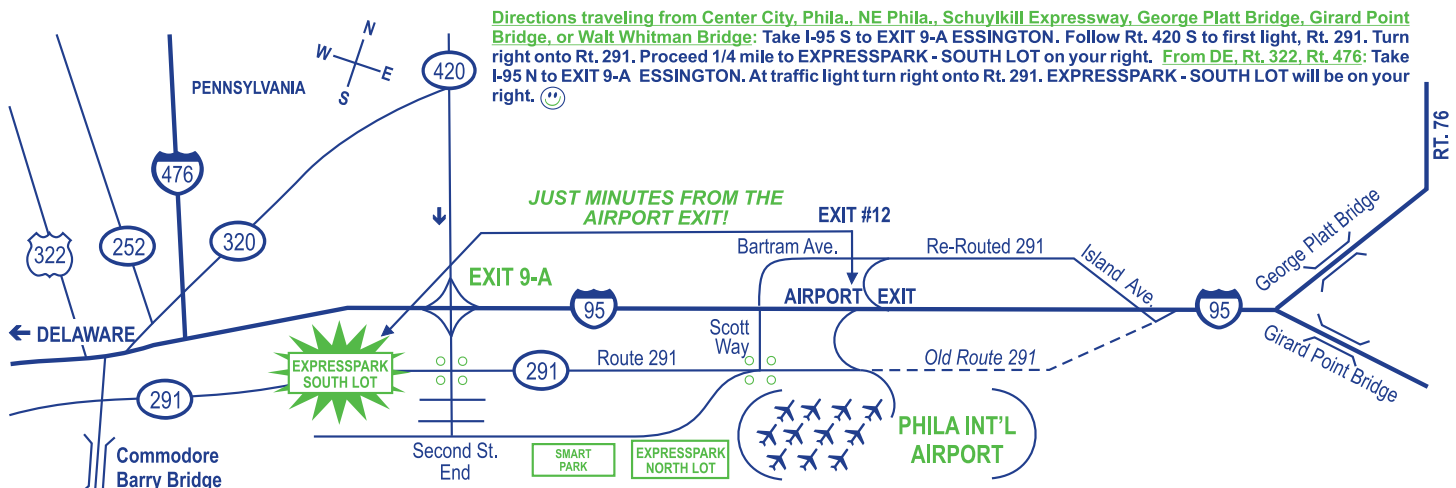 Directions traveling from Center City, Phila., NE Phila., Schuylkill Expressway, George Platt Bridge, Girard Point
Bridge, or Walt Whitman Bridge: Take I-95 S to EXIT 9-A ESSINGTON. Follow Rt. 420 S to first light, Rt. 291. Turn
right onto Rt. 291. Proceed 1/4 mile to EXPRESSPARK - SOUTH LOT on your right. From DE, Rt. 322, Rt. 476: Take
I-95 N to EXIT 9-A ESSINGTON. At traffic light turn right onto Rt. 291. EXPRESSPARK - SOUTH LOT will be on your
right.
N
W
E
S
420
PENNSYLVANIA
RT. 76
476
JUST MINUTES FROM THE
AIRPORT EXIT!
EXIT #12
322
252
320
Bartram Ave.
Re-Routed 291
Island Ave.
George Platt Bridge
EXIT 9-A
AIRPORT EXIT
95
95
DELAWARE
Scott
Way
Girard Point Bridge
EXPRESSPARK
SOUTH LOT
291
Route 291
Old Route 291
291
PHILA INT'L
AIRPORT
Commodore
Barry Bridge
Second St.
End
SMART
PARK
EXPRESSPARK
NORTH LOT